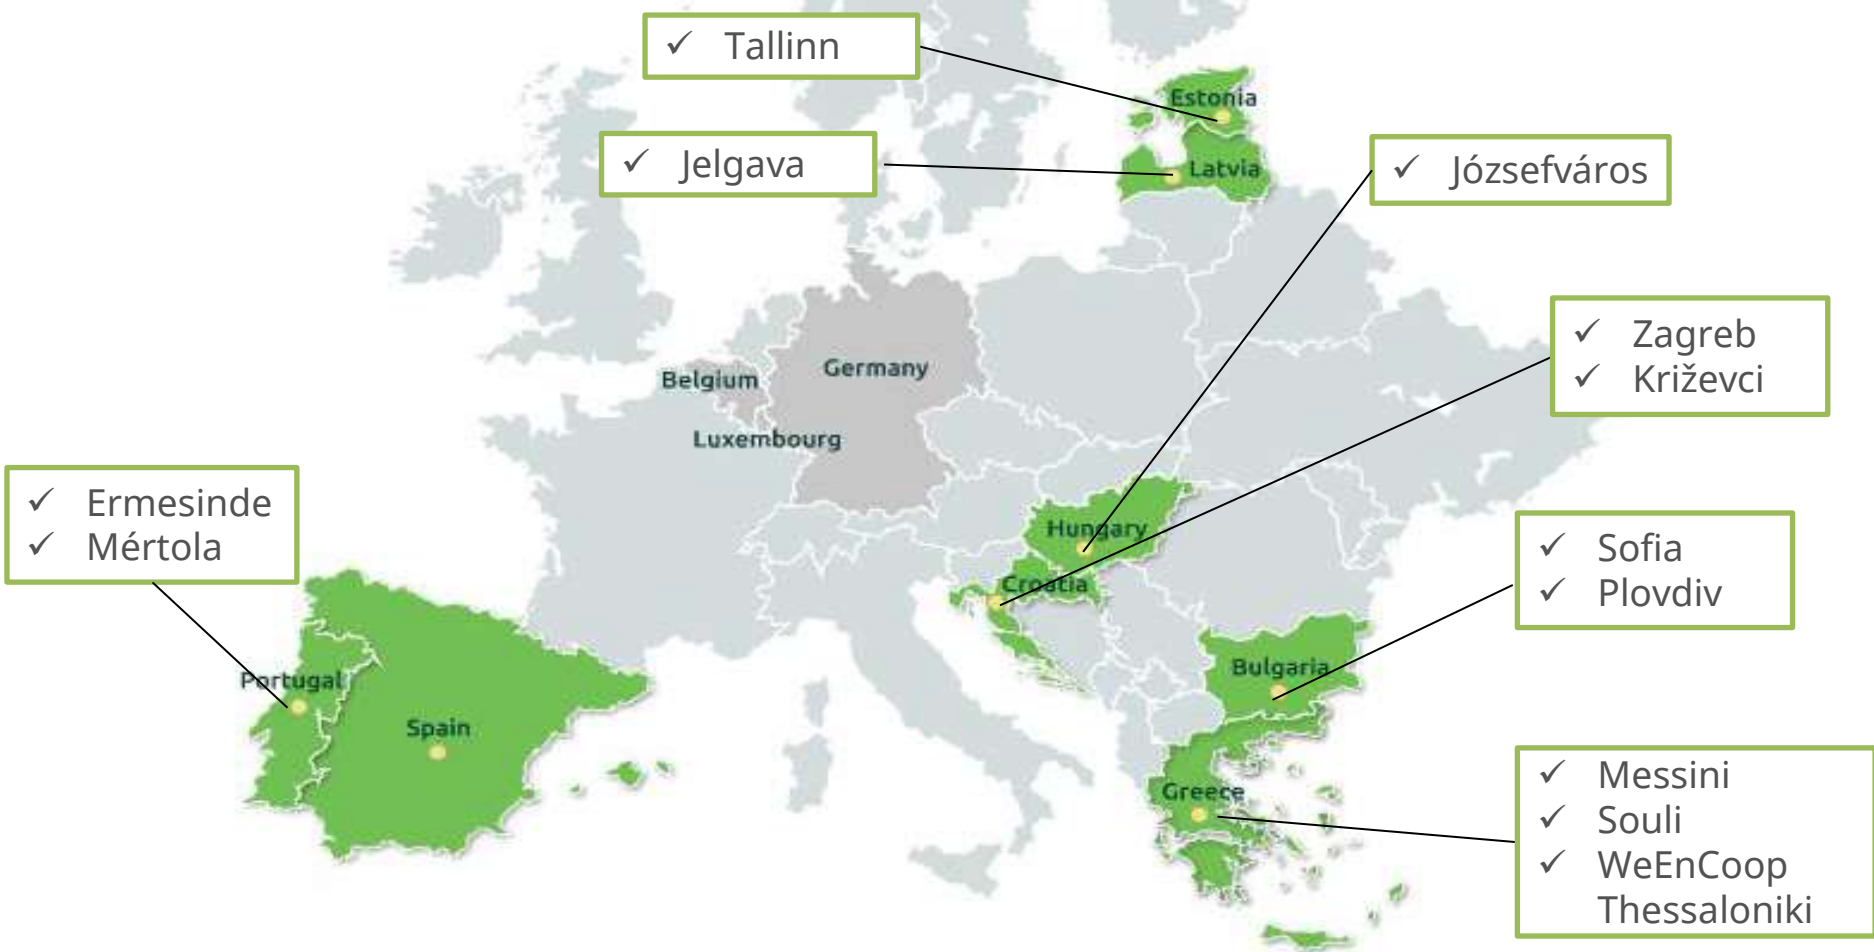 ✓ Tallinn
Estonia
✓ Jelgava
Latvia
✓ Józsefváros
✓ Zagreb
✓ Križevci
Germany
Belgium
Luxembourg
✓ Ermesinde
✓ Mértola
Hungary
Croatia
✓ Sofia
✓ Plovdiv
Bulgaria
Portugal
Spain
Greece
✓ Messini
✓ Souli
✓ WeEnCoop
Thessaloniki